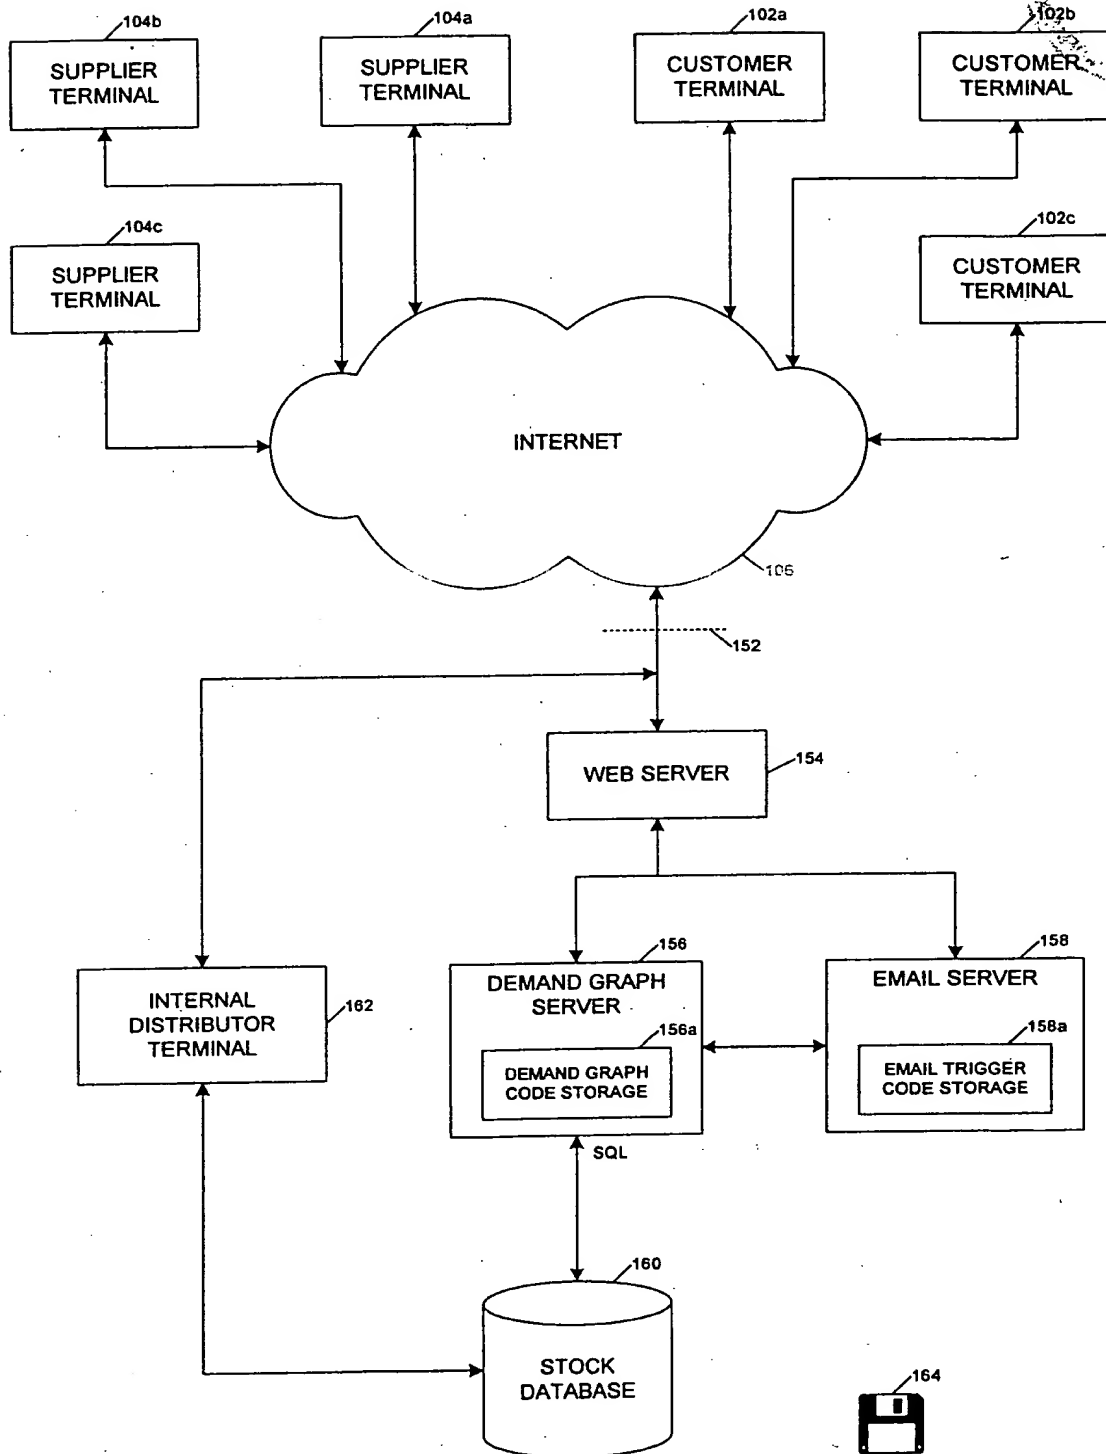 104b
104a
102a
102b
SUPPLIER
TERMINAL
SUPPLIER
TERMINAL
CUSTOMER
TERMINAL
CUSTOMER
TERMINAL
104c
102c
SUPPLIER
TERMINAL
CUSTOMER
TERMINAL
INTERNET
106
152
WEB SERVER
154
156
158
DEMAND GRAPH
SERVER
EMAIL SERVER
INTERNAL
DISTRIBUTOR
TERMINAL
162
156a
158a
DEMAND GRAPH
CODE STORAGE
EMAIL TRIGGER
CODE STORAGE
SQL
160
STOCK
DATABASE
164